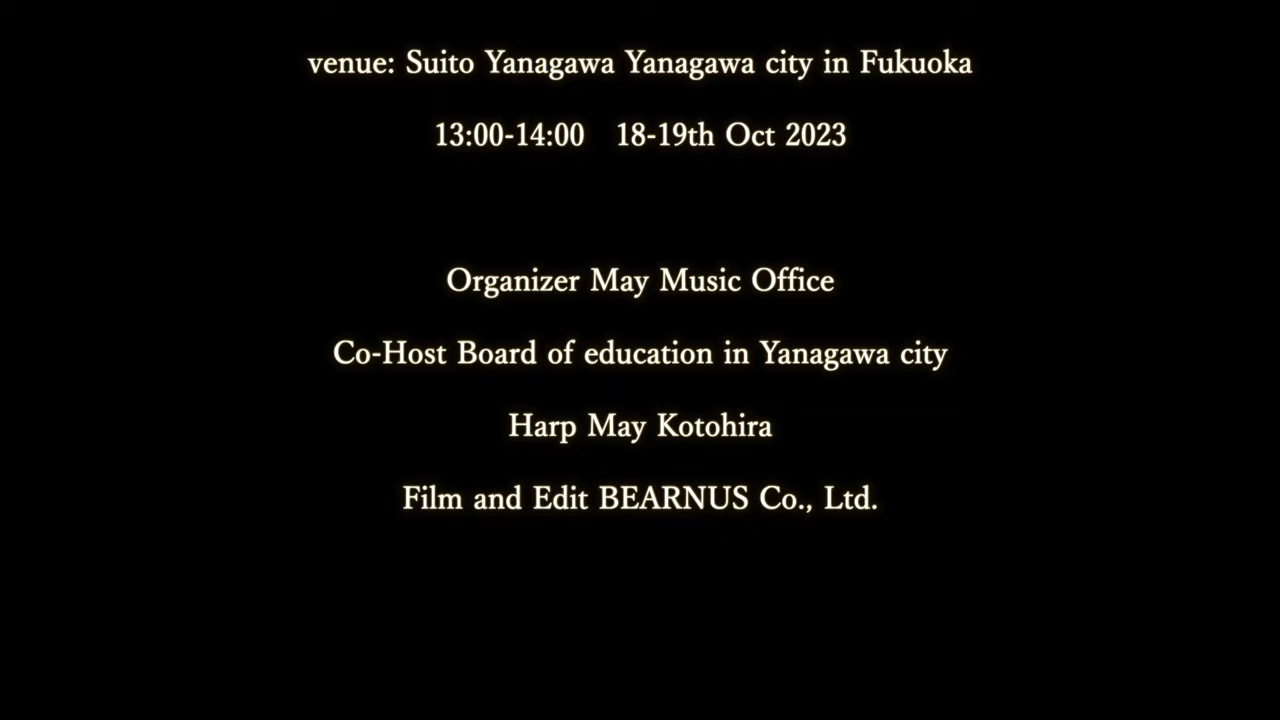 venue: Suito Yanagawa Yanagawa city in Fukuoka
13:00-14:00 18-19th Oct 2023
Organizer May Music Office
Co-Host Board of education in Yanagawa city
Harp May Kotohira
Film and Edit BEARNUS Co., Ltd.